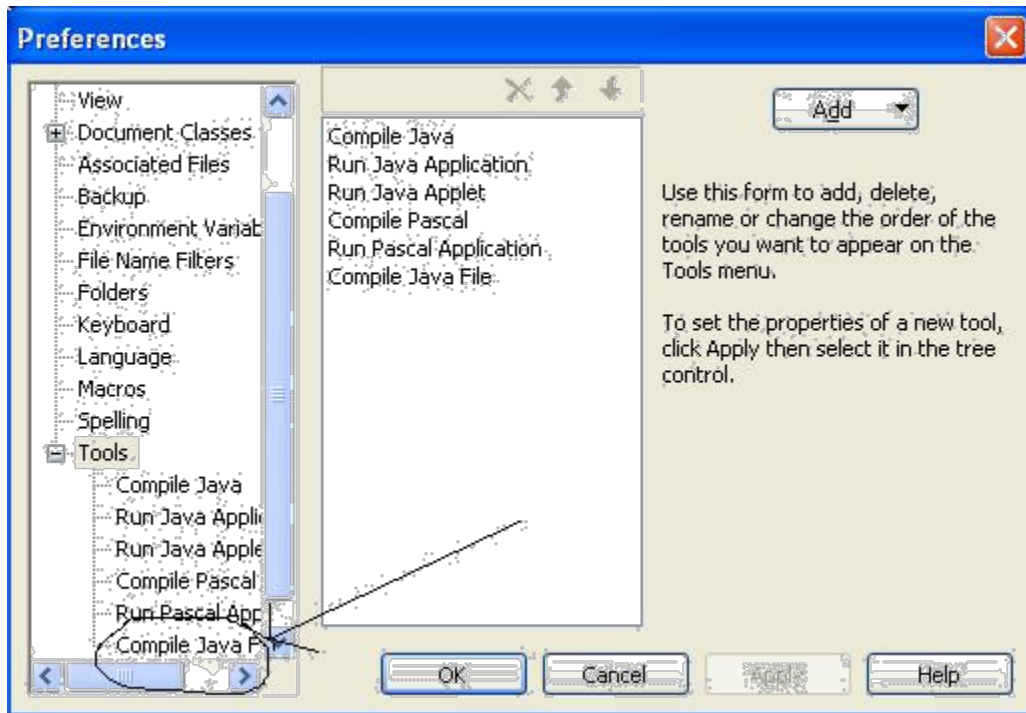 Preferences
View
Document Classes
Associated Files
Backup
Environment Variab
File Name Filters
Folders
Keyboard
Language
Macros
Spelling
Tools
Compile Java
Run Java Applic
Run Java Apple
Compile Pascal
Run Pascal App
Compile Java F
Compile Java
Run Java Application
Run Java Applet
Compile Pascal
Run Pascal Application
Compile Java File
Add
Use this form to add, delete,
rename or change the order of the
tools you want to appear on the
Tools menu.
To set the properties of a new tool,
click Apply then select it in the tree
control.
OK
Cancel
Apply
Help